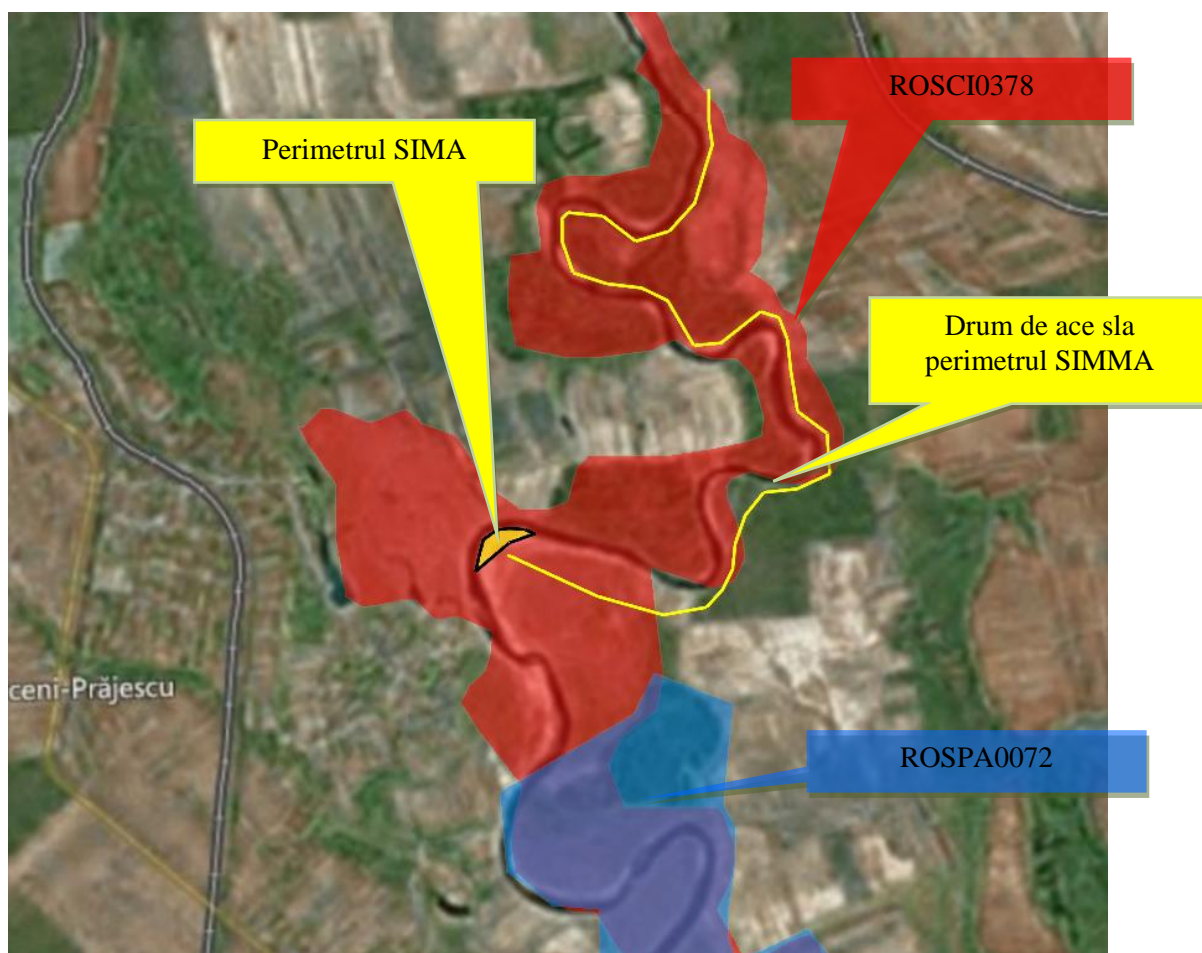 ROSCI0378
Perimetrul SIMA
Drum de ace sla
perimetrul SIMMA
ceni-Prăjescu
ROSPA0072